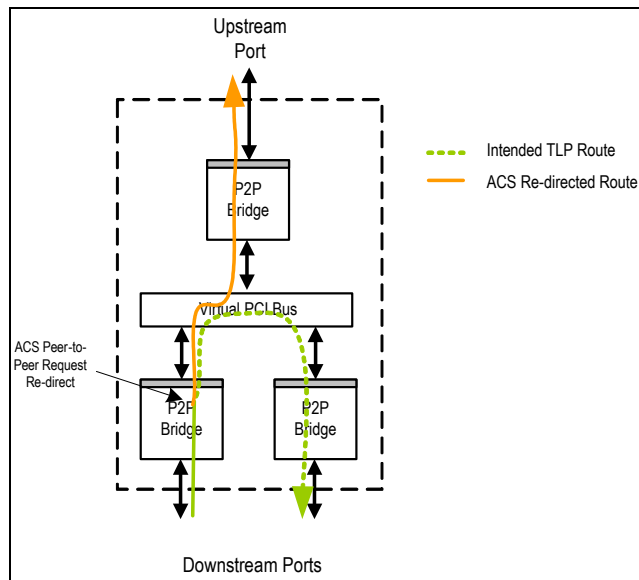 Upstream
Port
Intended TLP Route
ACS Re-directed Route
P2P
Bridge
Virtual PCI Bus
ACS Peer-to-
Peer Request
Re-direct
P2P
Bridge
P2P
Bridge
Downstream Ports